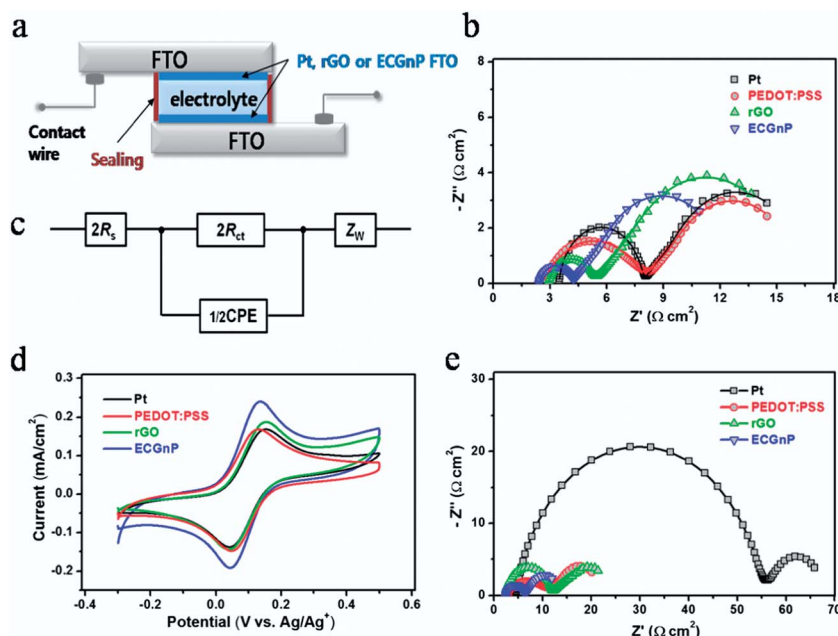 a
FTO
Pt, rGO or ECGnP FTO
electrolyte
Contact
wire
Sealing
FTO
b
8
6
4
2
0
0 3 6 9 12 15 18
- Z'' (Ω cm²)
Z' (Ω cm²)
Pt
PEDOT:PSS
rGO
ECGnP
c
2Rs
2Rct
ZW
1/2CPE
d
0.3
0.2
0.1
0.0
-0.1
-0.2
-0.4 -0.2 0.0 0.2 0.4 0.6
Current (mA/cm²)
Potential (V vs. Ag/Ag⁺)
Pt
PEDOT:PSS
rGO
ECGnP
e
30
20
10
0
0 10 20 30 40 50 60 70
- Z'' (Ω cm²)
Z' (Ω cm²)
Pt
PEDOT:PSS
rGO
ECGnP